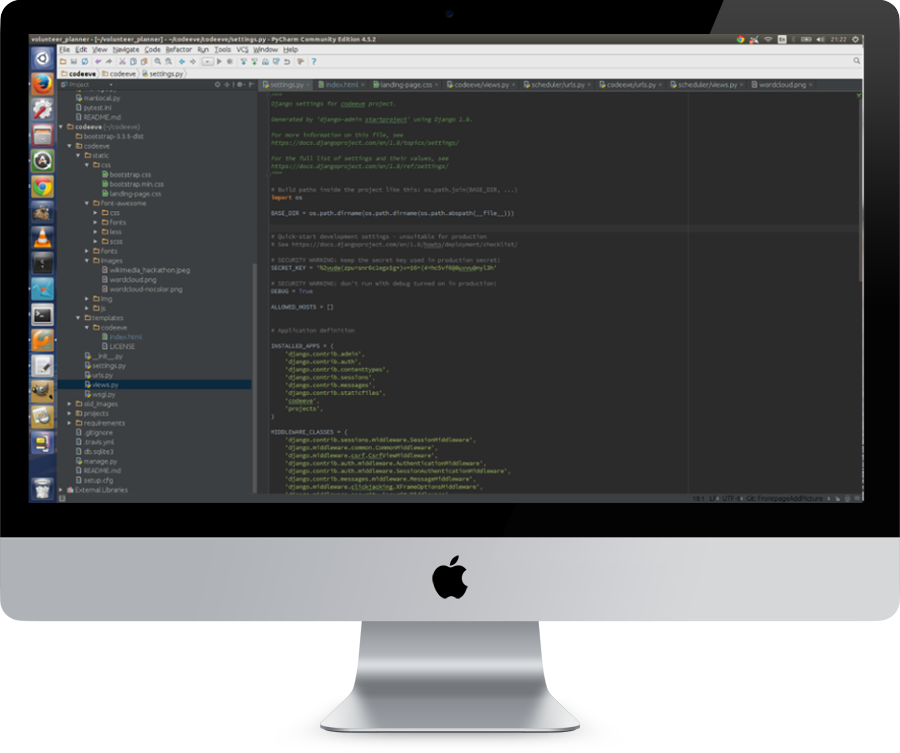 volunteer_planner - [~/volunteer_planner] - ~/codeeve/codeeve/settings.py - PyCharm Community Edition 4.5.2
21:22
File Edit View Navigate Code Refactor Run Tools VCS Window Help
codeeve codeeve settings.py
Project
settings.py index.html landing-page.css codeeve/views.py scheduler/urls.py codeeve/urls.py scheduler/views.py wordcloud.png
manlocal.py
pytest.ini
README.md
codeeve (~/codeeve)
bootstrap-3.3.5-dist
codeeve
static
css
bootstrap.css
bootstrap.min.css
landing-page.css
font-awesome
css
fonts
less
scss
fonts
images
wikimedia_hackathon.jpeg
wordcloud.png
wordcloud-nocolor.png
img
js
templates
codeeve
index.html
LICENSE
__init__.py
settings.py
urls.py
views.py
wsgi.py
old_images
projects
requirements
.gitignore
.travis.yml
db.sqlite3
manage.py
README.md
setup.cfg
External Libraries
"""
Django settings for codeeve project.
Generated by 'django-admin startproject' using Django 1.8.
For more information on this file, see
https://docs.djangoproject.com/en/1.8/topics/settings/
For the full list of settings and their values, see
https://docs.djangoproject.com/en/1.8/ref/settings/
"""
# Build paths inside the project like this: os.path.join(BASE_DIR, ...)
import os
BASE_DIR = os.path.dirname(os.path.dirname(os.path.abspath(__file__)))
# Quick-start development settings - unsuitable for production
# See https://docs.djangoproject.com/en/1.8/howto/deployment/checklist/
# SECURITY WARNING: keep the secret key used in production secret!
SECRET_KEY =
# SECURITY WARNING: don't run with debug turned on in production!
DEBUG = True
ALLOWED_HOSTS = []
# Application definition
INSTALLED_APPS = (
'django.contrib.admin',
'django.contrib.auth',
'django.contrib.contenttypes',
'django.contrib.sessions',
'django.contrib.messages',
'django.contrib.staticfiles',
'codeeve',
'projects',
)
MIDDLEWARE_CLASSES = (
'django.contrib.sessions.middleware.SessionMiddleware',
'django.middleware.common.CommonMiddleware',
'django.middleware.csrf.CsrfViewMiddleware',
'django.contrib.auth.middleware.AuthenticationMiddleware',
'django.contrib.auth.middleware.SessionAuthenticationMiddleware',
'django.contrib.messages.middleware.MessageMiddleware',
'django.middleware.clickjacking.XFrameOptionsMiddleware',
UTF-8 Git: FrontpageAddPicture